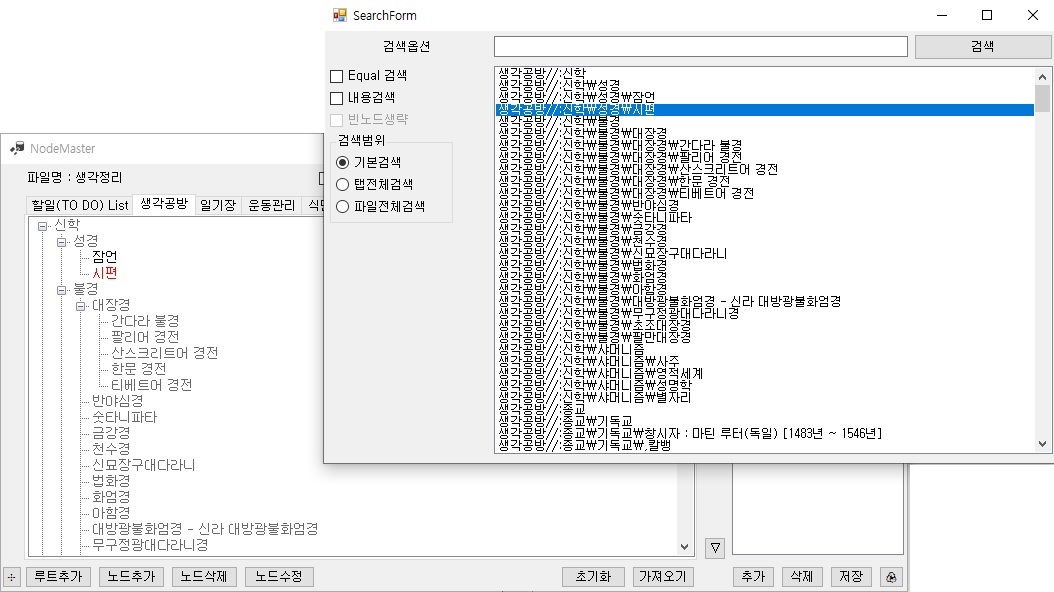 SearchForm
검색옵션
검색
Equal 검색
내용검색
빈노드생략
검색범위
기본검색
탭전체검색
파일전체검색
생각공방//:신학
생각공방//:신학₩성경
생각공방//:신학₩성경₩잠언
생각공방//:신학₩성경₩시편
생각공방//:신학₩불경
생각공방//:신학₩불경₩대장경
생각공방//:신학₩불경₩대장경₩간다라 불경
생각공방//:신학₩불경₩대장경₩팔리어 경전
생각공방//:신학₩불경₩대장경₩산스크리트어 경전
생각공방//:신학₩불경₩대장경₩한문 경전
생각공방//:신학₩불경₩대장경₩티베트어 경전
생각공방//:신학₩불경₩반야심경
생각공방//:신학₩불경₩숫타니파타
생각공방//:신학₩불경₩금강경
생각공방//:신학₩불경₩천수경
생각공방//:신학₩불경₩신묘장구대다라니
생각공방//:신학₩불경₩법화경
생각공방//:신학₩불경₩화엄경
생각공방//:신학₩불경₩아함경
생각공방//:신학₩불경₩대방광불화엄경 - 신라 대방광불화엄경
생각공방//:신학₩불경₩무구정광대다라니경
생각공방//:신학₩불경₩초조대장경
생각공방//:신학₩불경₩팔만대장경
생각공방//:신학₩샤머니즘
생각공방//:신학₩샤머니즘₩사주
생각공방//:신학₩샤머니즘₩영적세계
생각공방//:신학₩샤머니즘₩성명학
생각공방//:신학₩샤머니즘₩별자리
생각공방//:종교
생각공방//:종교₩기독교
생각공방//:종교₩기독교₩창시자 : 마틴 루터(독일) [1483년 ~ 1546년]
생각공방//:종교₩기독교₩,칼뱅
NodeMaster
파일명 : 생각정리
할일(TO DO) List 생각공방 일기장 운동관리
신학
성경
잠언
시편
불경
대장경
간다라 불경
팔리어 경전
산스크리트어 경전
한문 경전
티베트어 경전
반야심경
숫타니파타
금강경
천수경
신묘장구대다라니
법화경
화엄경
아함경
대방광불화엄경 - 신라 대방광불화엄경
무구정광대다라니경
▽
÷ 루트추가 노드추가 노드삭제 노드수정 초기화 가져오기 추가 삭제 저장